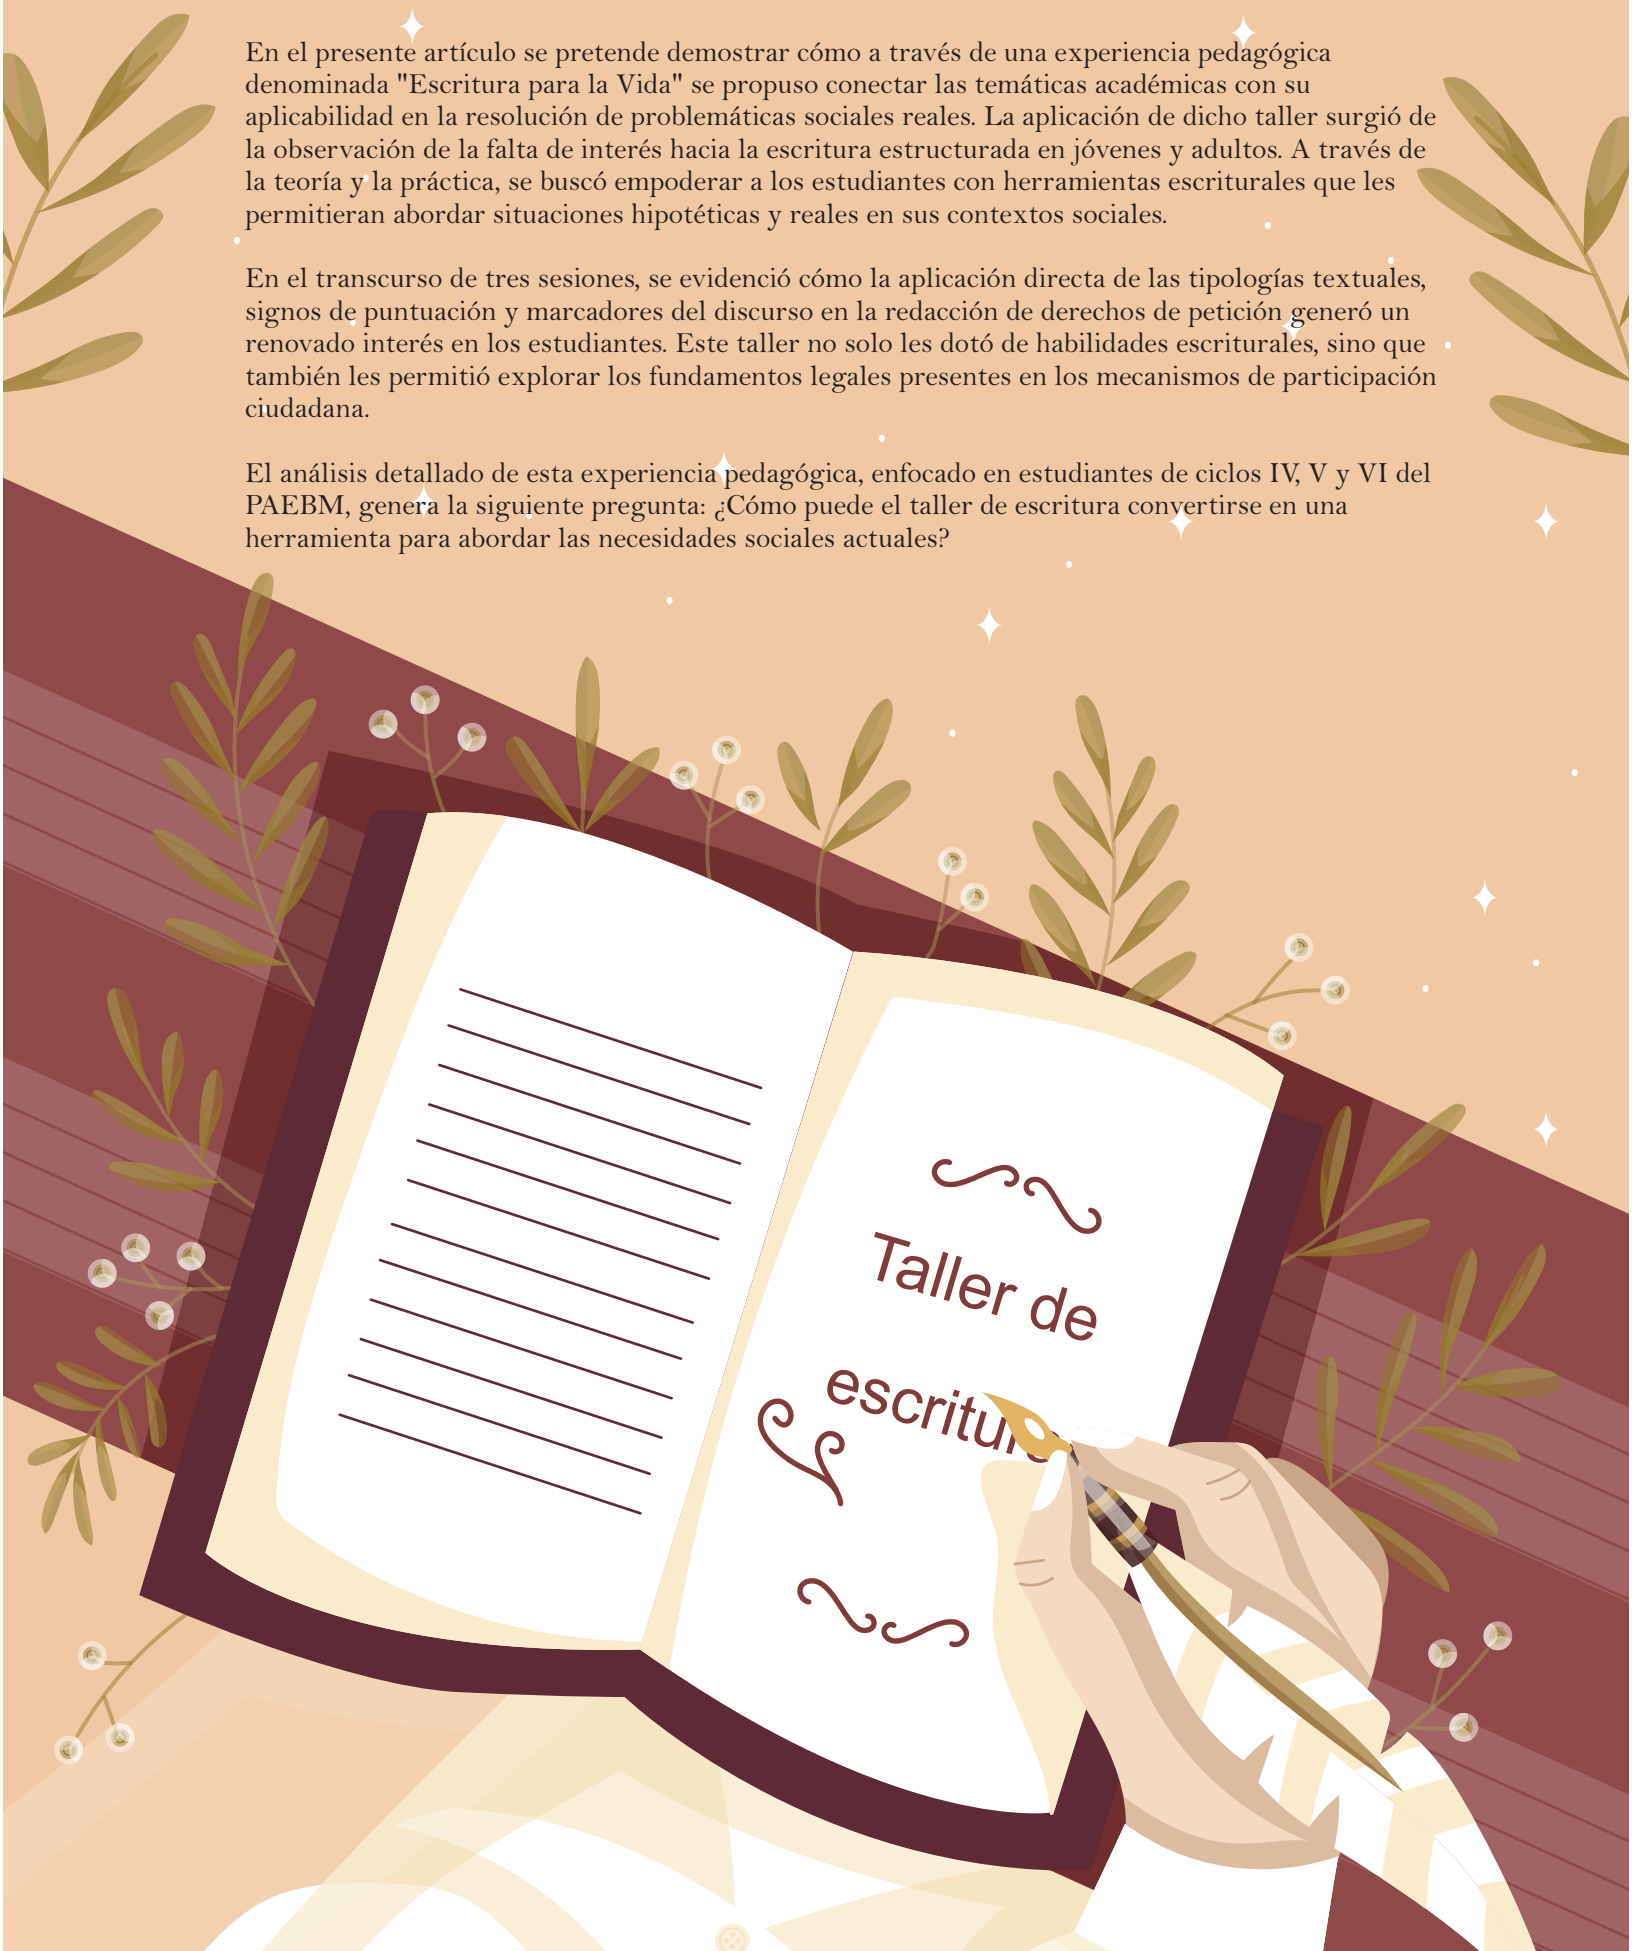 En el presente artículo se pretende demostrar cómo a través de una experiencia pedagógica
denominada "Escritura para la Vida" se propuso conectar las temáticas académicas con su
aplicabilidad en la resolución de problemáticas sociales reales. La aplicación de dicho taller surgió de
la observación de la falta de interés hacia la escritura estructurada en jóvenes y adultos. A través de
la teoría y la práctica, se buscó empoderar a los estudiantes con herramientas escriturales que les
permitieran abordar situaciones hipotéticas y reales en sus contextos sociales.
En el transcurso de tres sesiones, se evidenció cómo la aplicación directa de las tipologías textuales,
signos de puntuación y marcadores del discurso en la redacción de derechos de petición generó un
renovado interés en los estudiantes. Este taller no solo les dotó de habilidades escriturales, sino que
también les permitió explorar los fundamentos legales presentes en los mecanismos de participación
ciudadana.
El análisis detallado de esta experiencia pedagógica, enfocado en estudiantes de ciclos IV, V y VI del
PAEBM, genera la siguiente pregunta: ¿Cómo puede el taller de escritura convertirse en una
herramienta para abordar las necesidades sociales actuales?
Taller de
escritura